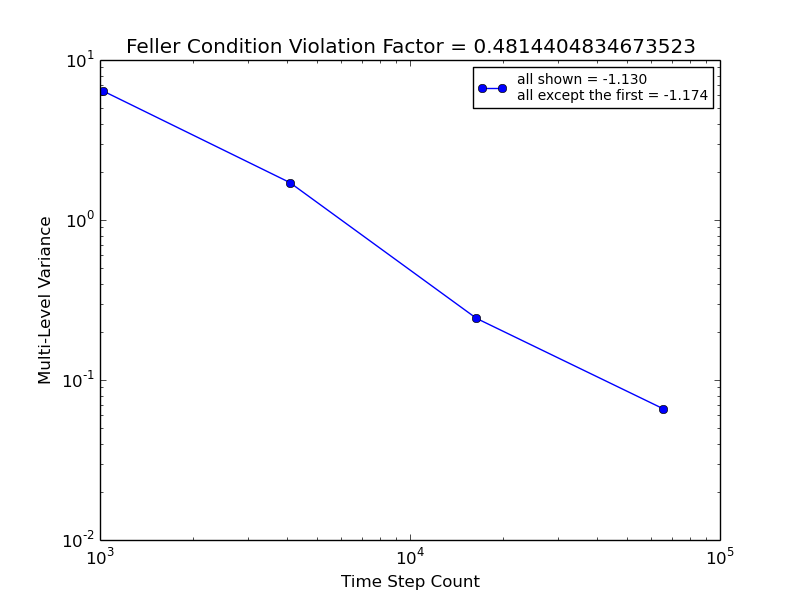 Feller Condition Violation Factor = 0.4814404834673523
all shown = -1.130
all except the first = -1.174
Multi-Level Variance
10^1
10^0
10^-1
10^-2
10^3
10^4
10^5
Time Step Count